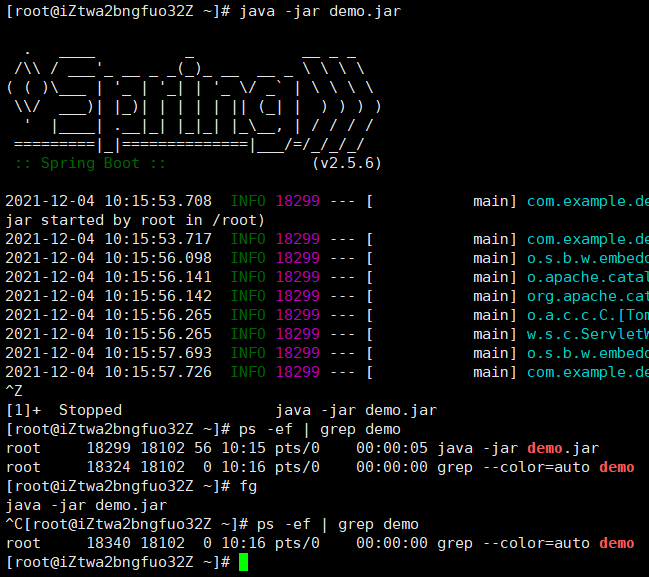 [root@iZtwa2bngfuo32Z ~]# java -jar demo.jar
  .   ____          _            __ _ _
 /\\ / ___'_ __ _ _(_)_ __  __ _ \ \ \ \
( ( )\___ | '_ | '_| | '_ \/ _` | \ \ \ \
 \\/  ___)| |_)| | | | | || (_| |  ) ) ) )
  '  |____| .__|_| |_|_| |_\__, | / / / /
 =========|_|==============|___/=/_/_/_/
 :: Spring Boot ::                (v2.5.6)
2021-12-04 10:15:53.708  INFO 18299 --- [           main] com.example.de
jar started by root in /root)
2021-12-04 10:15:53.717  INFO 18299 --- [           main] com.example.de
2021-12-04 10:15:56.098  INFO 18299 --- [           main] o.s.b.w.embedd
2021-12-04 10:15:56.141  INFO 18299 --- [           main] o.apache.catal
2021-12-04 10:15:56.142  INFO 18299 --- [           main] org.apache.cat
2021-12-04 10:15:56.265  INFO 18299 --- [           main] o.a.c.c.C.[Tom
2021-12-04 10:15:56.265  INFO 18299 --- [           main] w.s.c.ServletW
2021-12-04 10:15:57.693  INFO 18299 --- [           main] o.s.b.w.embedd
2021-12-04 10:15:57.726  INFO 18299 --- [           main] com.example.de
^Z
[1]+  Stopped                 java -jar demo.jar
[root@iZtwa2bngfuo32Z ~]# ps -ef | grep demo
root     18299 18102 56 10:15 pts/0    00:00:05 java -jar demo.jar
root     18324 18102  0 10:16 pts/0    00:00:00 grep --color=auto demo
[root@iZtwa2bngfuo32Z ~]# fg
java -jar demo.jar
^C[root@iZtwa2bngfuo32Z ~]# ps -ef | grep demo
root     18340 18102  0 10:16 pts/0    00:00:00 grep --color=auto demo
[root@iZtwa2bngfuo32Z ~]#